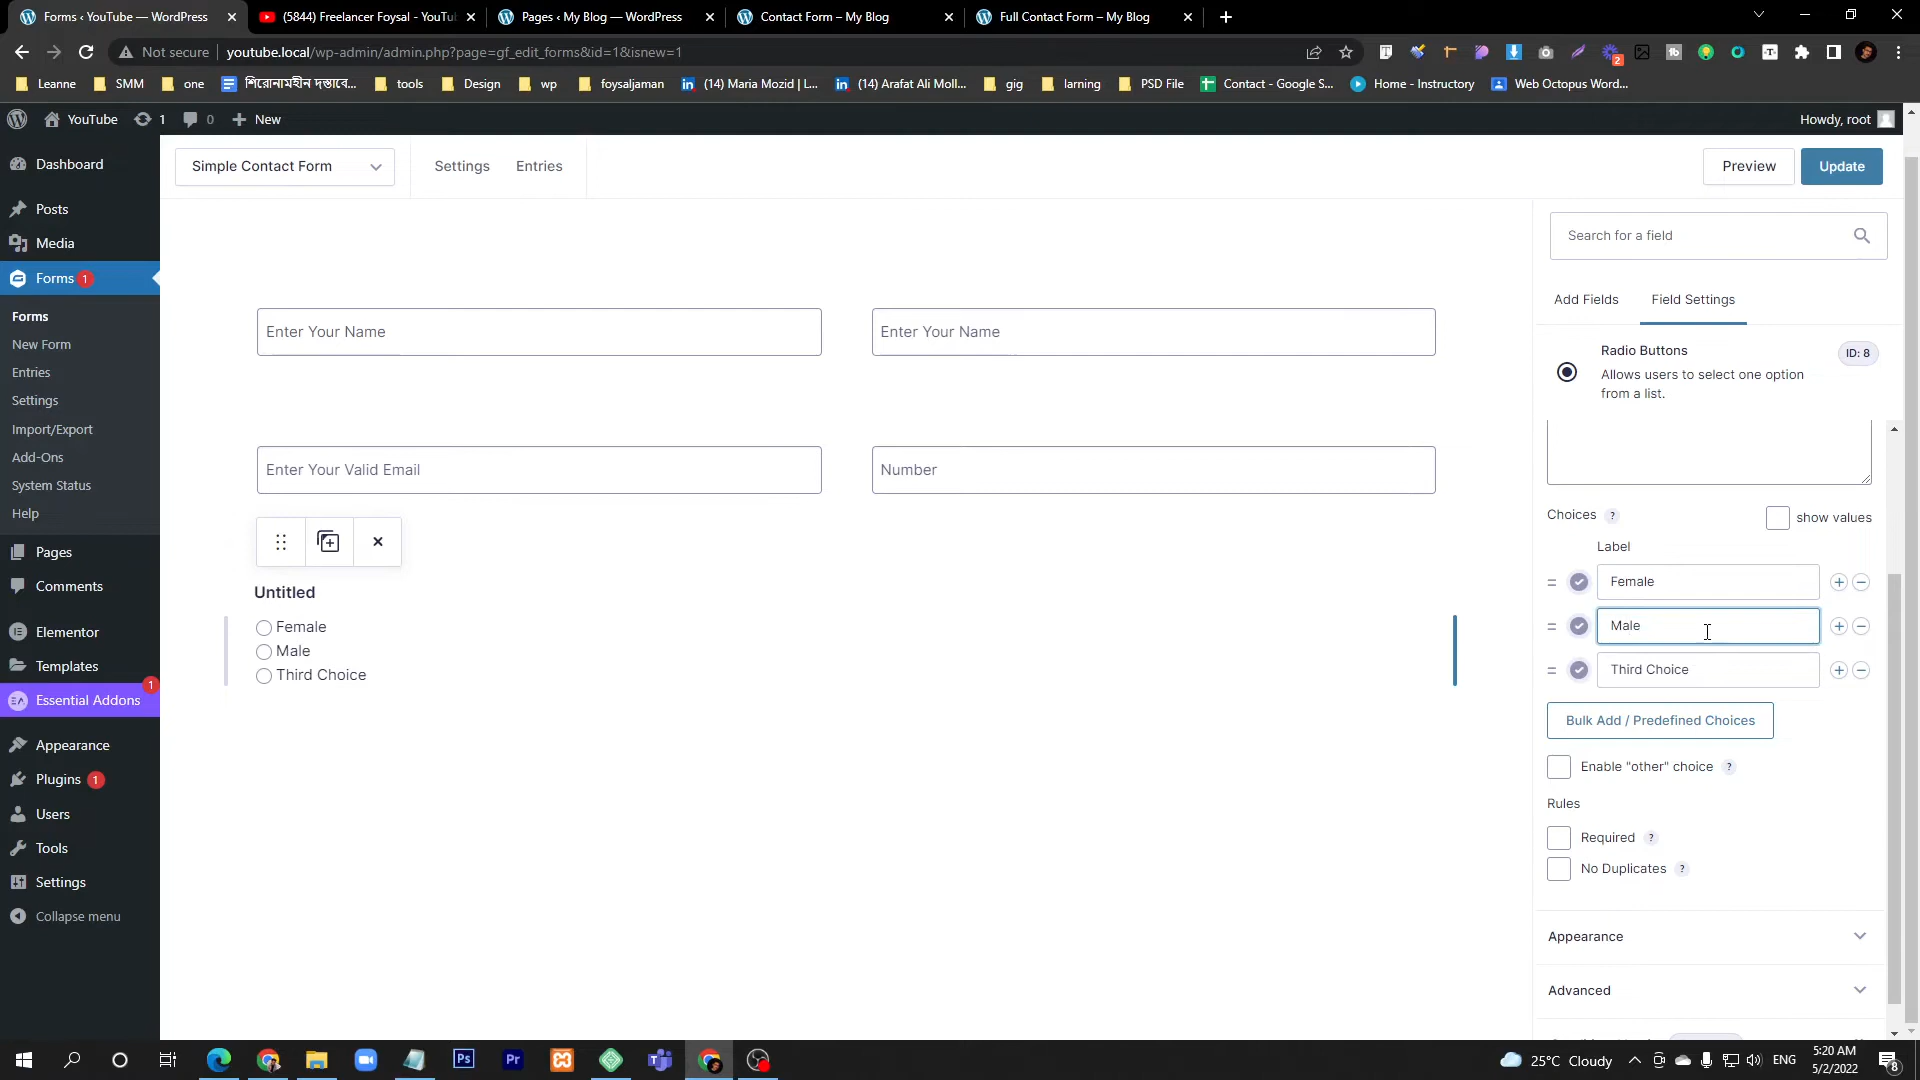 Forms ‹ YouTube — WordPress
(5844) Freelancer Foysal - YouTu
Pages ‹ My Blog — WordPress
Contact Form – My Blog
Full Contact Form – My Blog
Not secure
youtube.local/wp-admin/admin.php?page=gf_edit_forms&id=1&isnew=1
Leanne
SMM
one
শিরোনামহীন দস্তাবে...
tools
Design
wp
foysaljaman
(14) Maria Mozid | L...
(14) Arafat Ali Moll...
gig
larning
PSD File
Contact - Google S...
Home - Instructory
Web Octopus Word...
YouTube
1
0
New
Howdy, root
Dashboard
Posts
Media
Forms 1
Forms
New Form
Entries
Settings
Import/Export
Add-Ons
System Status
Help
Pages
Comments
Elementor
Templates
Essential Addons
1
Appearance
Plugins 1
Users
Tools
Settings
Collapse menu
Simple Contact Form
Settings
Entries
Preview
Update
Enter Your Name
Enter Your Name
Enter Your Valid Email
Number
Untitled
Female
Male
Third Choice
Search for a field
Add Fields
Field Settings
Radio Buttons
ID: 8
Allows users to select one option
from a list.
Choices ?
show values
Label
Female
Male
Third Choice
Bulk Add / Predefined Choices
Enable "other" choice ?
Rules
Required ?
No Duplicates ?
Appearance
Advanced
25°C Cloudy
ENG
5:20 AM
5/2/2022
8